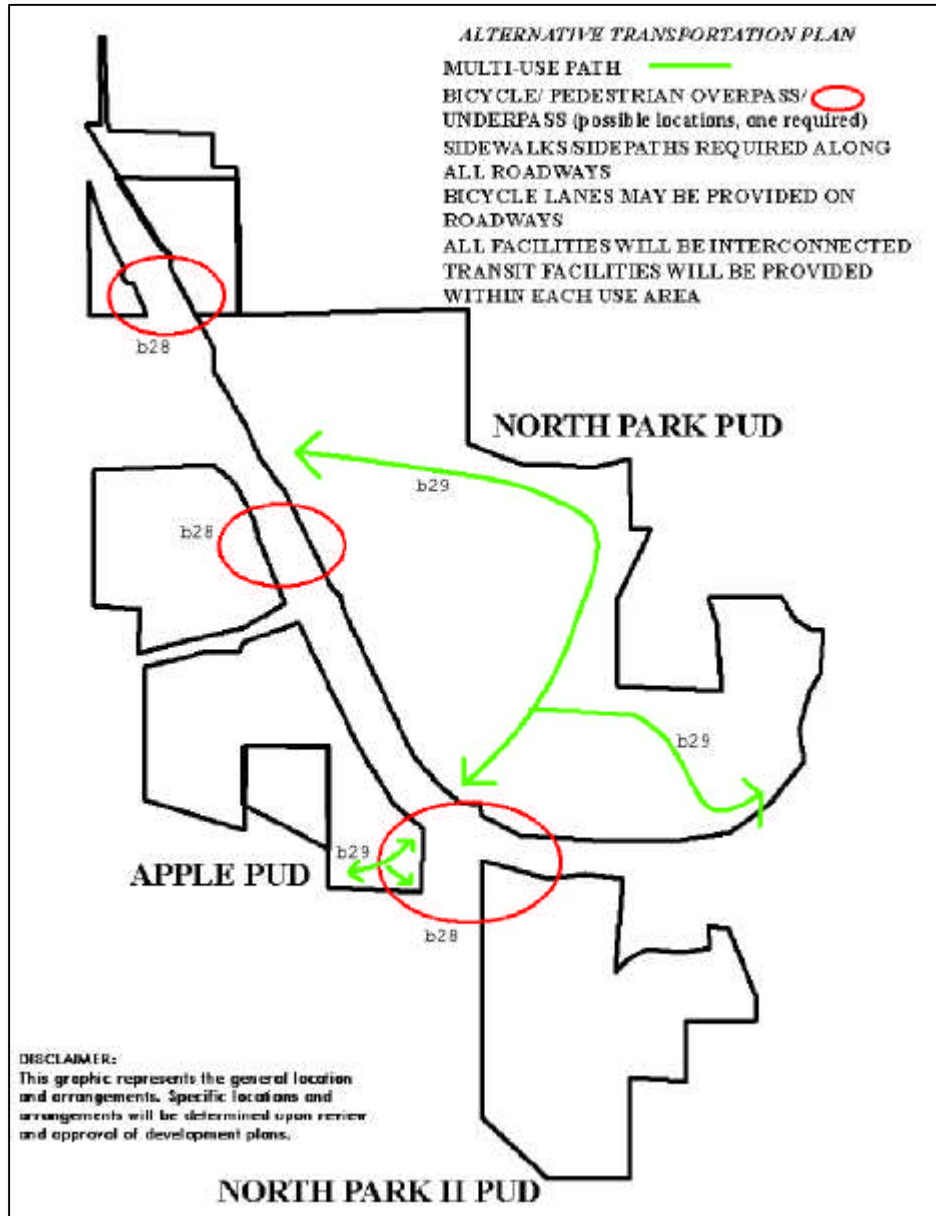 ALTERNATIVE TRANSPORTATION PLAN
MULTI-USE PATH
BICYCLE/ PEDESTRIAN OVERPASS/
UNDERPASS (possible locations, one required)
SIDEWALKS/SIDEPATHS REQUIRED ALONG
ALL ROADWAYS
BICYCLE LANES MAY BE PROVIDED ON
ROADWAYS
ALL FACILITIES WILL BE INTERCONNECTED
TRANSIT FACILITIES WILL BE PROVIDED
WITHIN EACH USE AREA
b28
NORTH PARK PUD
b29
b28
b29
b29
APPLE PUD
b28
DISCLAIMER:
This graphic represents the general location
and arrangements. Specific locations and
arrangements will be determined upon review
and approval of development plans.
NORTH PARK II PUD